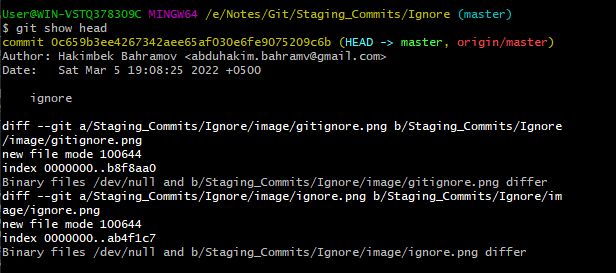 User@WIN-VSTQ378309C MINGW64 /e/Notes/Git/Staging_Commits/Ignore (master)
$ git show head
commit 0c659b3ee4267342aee65af030e6fe9075209c6b (HEAD -> master, origin/master)
Author: Hakimbek Bahramov <abduhakim.bahramv@gmail.com>
Date:   Sat Mar 5 19:08:25 2022 +0500
    ignore
diff --git a/Staging_Commits/Ignore/image/gitignore.png b/Staging_Commits/Ignore
/image/gitignore.png
new file mode 100644
index 0000000..b8f8aa0
Binary files /dev/null and b/Staging_Commits/Ignore/image/gitignore.png differ
diff --git a/Staging_Commits/Ignore/image/ignore.png b/Staging_Commits/Ignore/im
age/ignore.png
new file mode 100644
index 0000000..ab4f1c7
Binary files /dev/null and b/Staging_Commits/Ignore/image/ignore.png differ